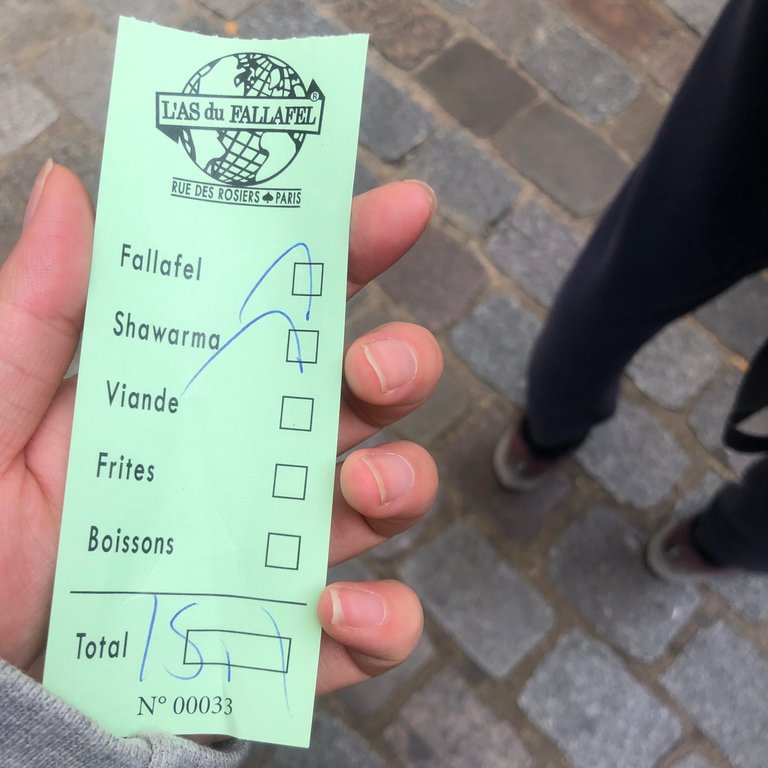 L'AS du FALLAFEL ®
RUE DES ROSIERS ♠ PARIS
Fallafel
Shawarma
Viande
Frites
Boissons
Total
N° 00033